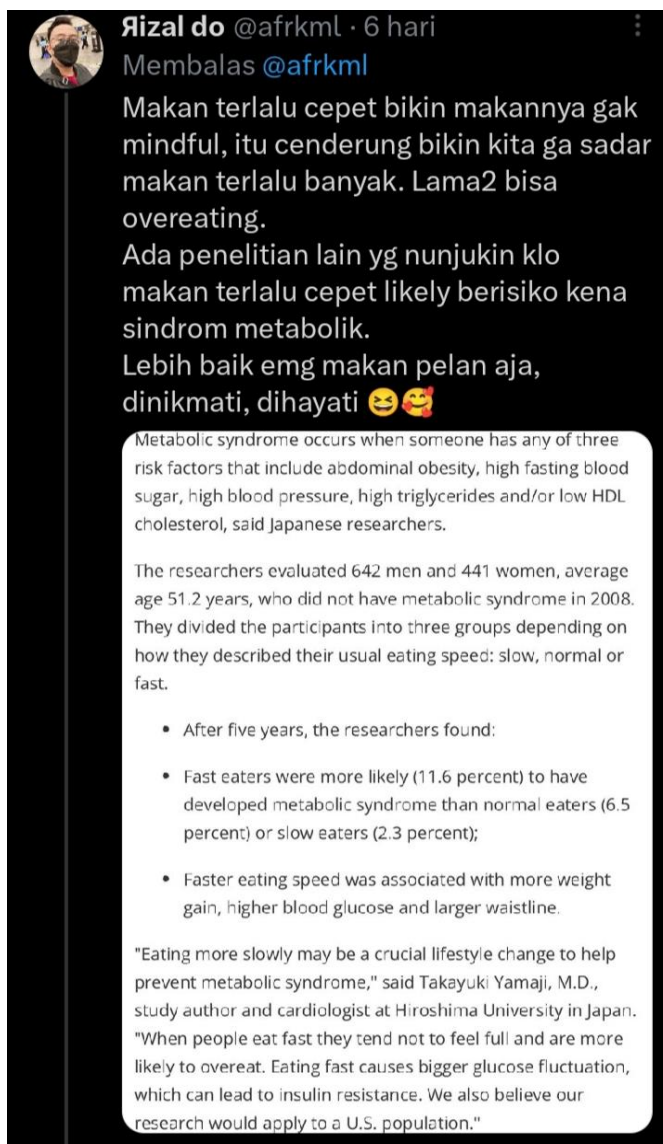 Яizal do @afrkml · 6 hari
Membalas @afrkml
Makan terlalu cepet bikin makannya gak
mindful, itu cenderung bikin kita ga sadar
makan terlalu banyak. Lama2 bisa
overeating.
Ada penelitian lain yg nunjukin klo
makan terlalu cepet likely berisiko kena
sindrom metabolik.
Lebih baik emg makan pelan aja,
dinikmati, dihayati 😆🥰
Metabolic syndrome occurs when someone has any of three
risk factors that include abdominal obesity, high fasting blood
sugar, high blood pressure, high triglycerides and/or low HDL
cholesterol, said Japanese researchers.
The researchers evaluated 642 men and 441 women, average
age 51.2 years, who did not have metabolic syndrome in 2008.
They divided the participants into three groups depending on
how they described their usual eating speed: slow, normal or
fast.
• After five years, the researchers found:
• Fast eaters were more likely (11.6 percent) to have
developed metabolic syndrome than normal eaters (6.5
percent) or slow eaters (2.3 percent);
• Faster eating speed was associated with more weight
gain, higher blood glucose and larger waistline.
"Eating more slowly may be a crucial lifestyle change to help
prevent metabolic syndrome," said Takayuki Yamaji, M.D.,
study author and cardiologist at Hiroshima University in Japan.
"When people eat fast they tend not to feel full and are more
likely to overeat. Eating fast causes bigger glucose fluctuation,
which can lead to insulin resistance. We also believe our
research would apply to a U.S. population."